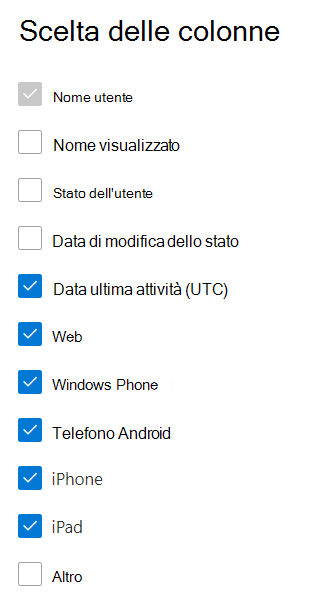 Scelta delle colonne
Nome utente
Nome visualizzato
Stato dell'utente
Data di modifica dello stato
Data ultima attività (UTC)
Web
Windows Phone
Telefono Android
iPhone
iPad
Altro